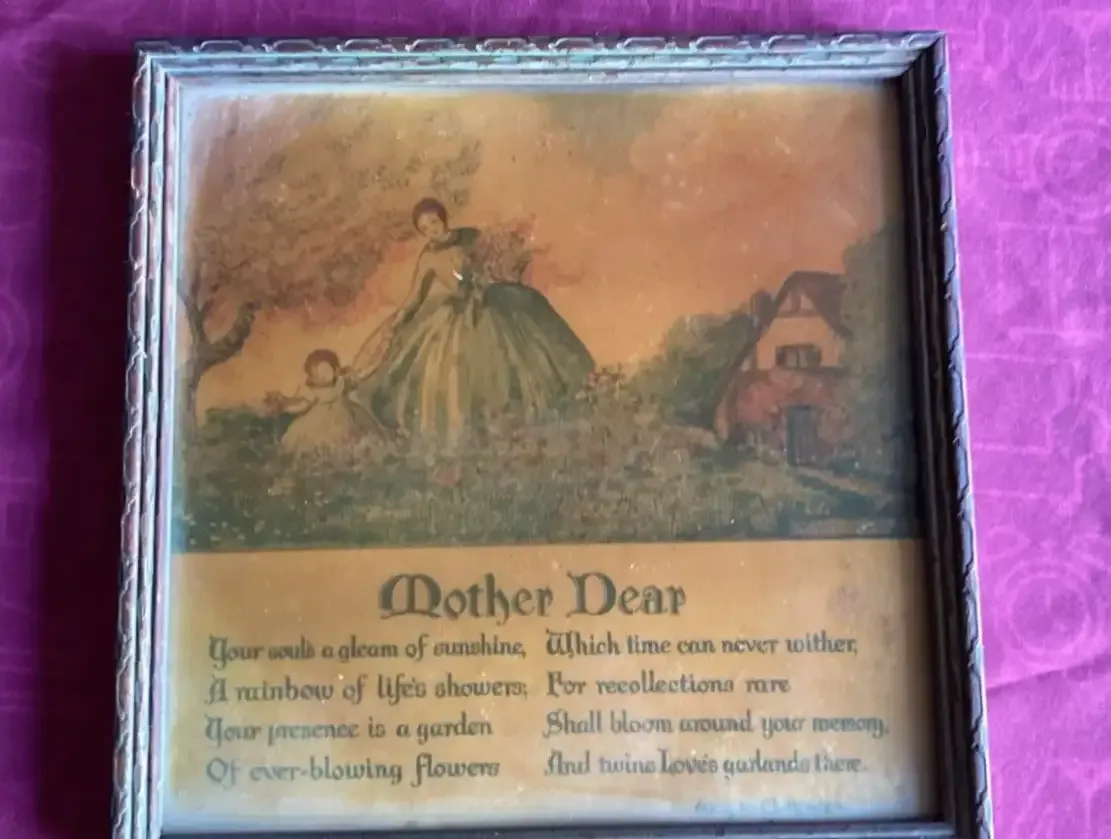 Mother Dear
Your soul's a gleam of sunshine,
A rainbow of life's showers;
Your presence is a garden
Of ever-blowing flowers
Which time can never wither,
For recollections rare
Shall bloom around your memory,
And twine Love's garlands there.